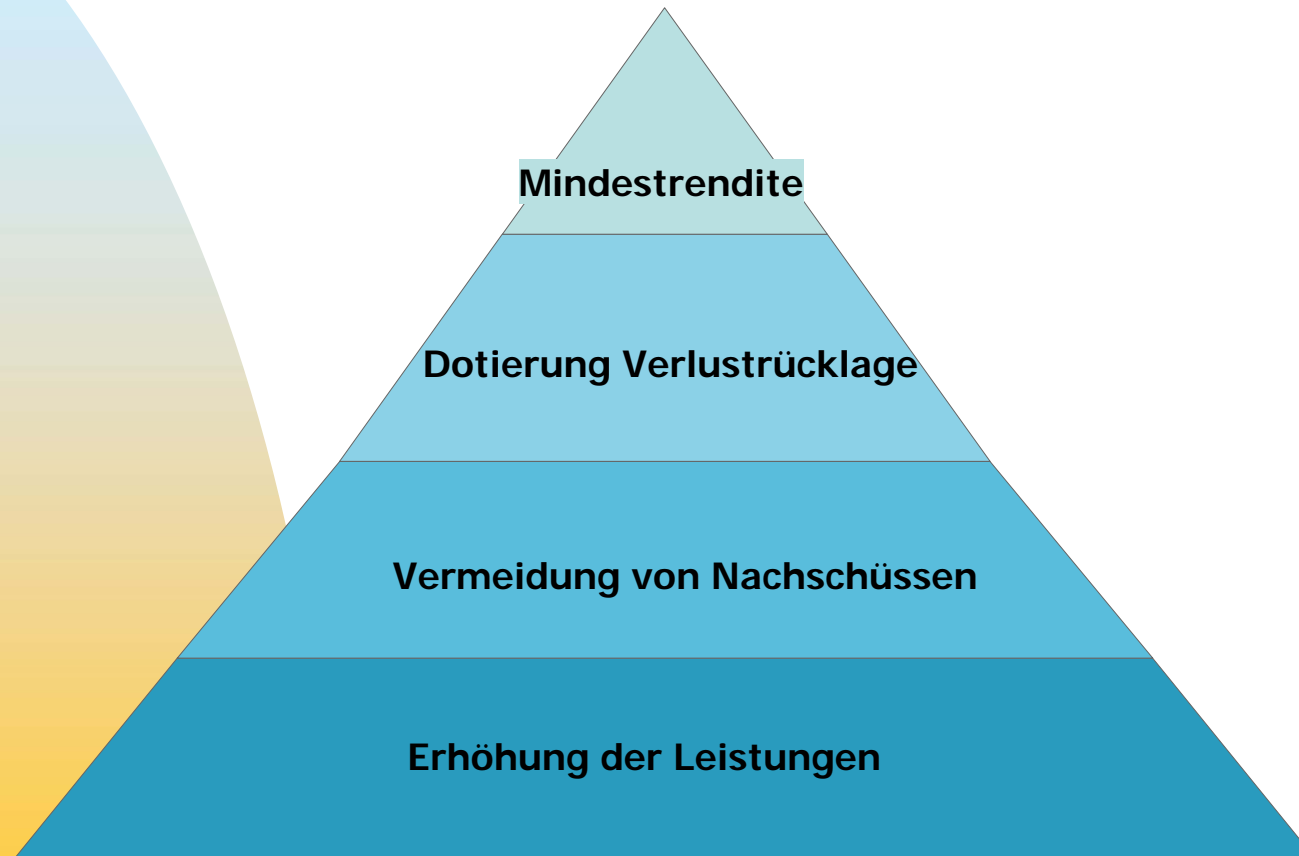 Mindestrendite
Dotierung Verlustrücklage
Vermeidung von Nachschüssen
Erhöhung der Leistungen